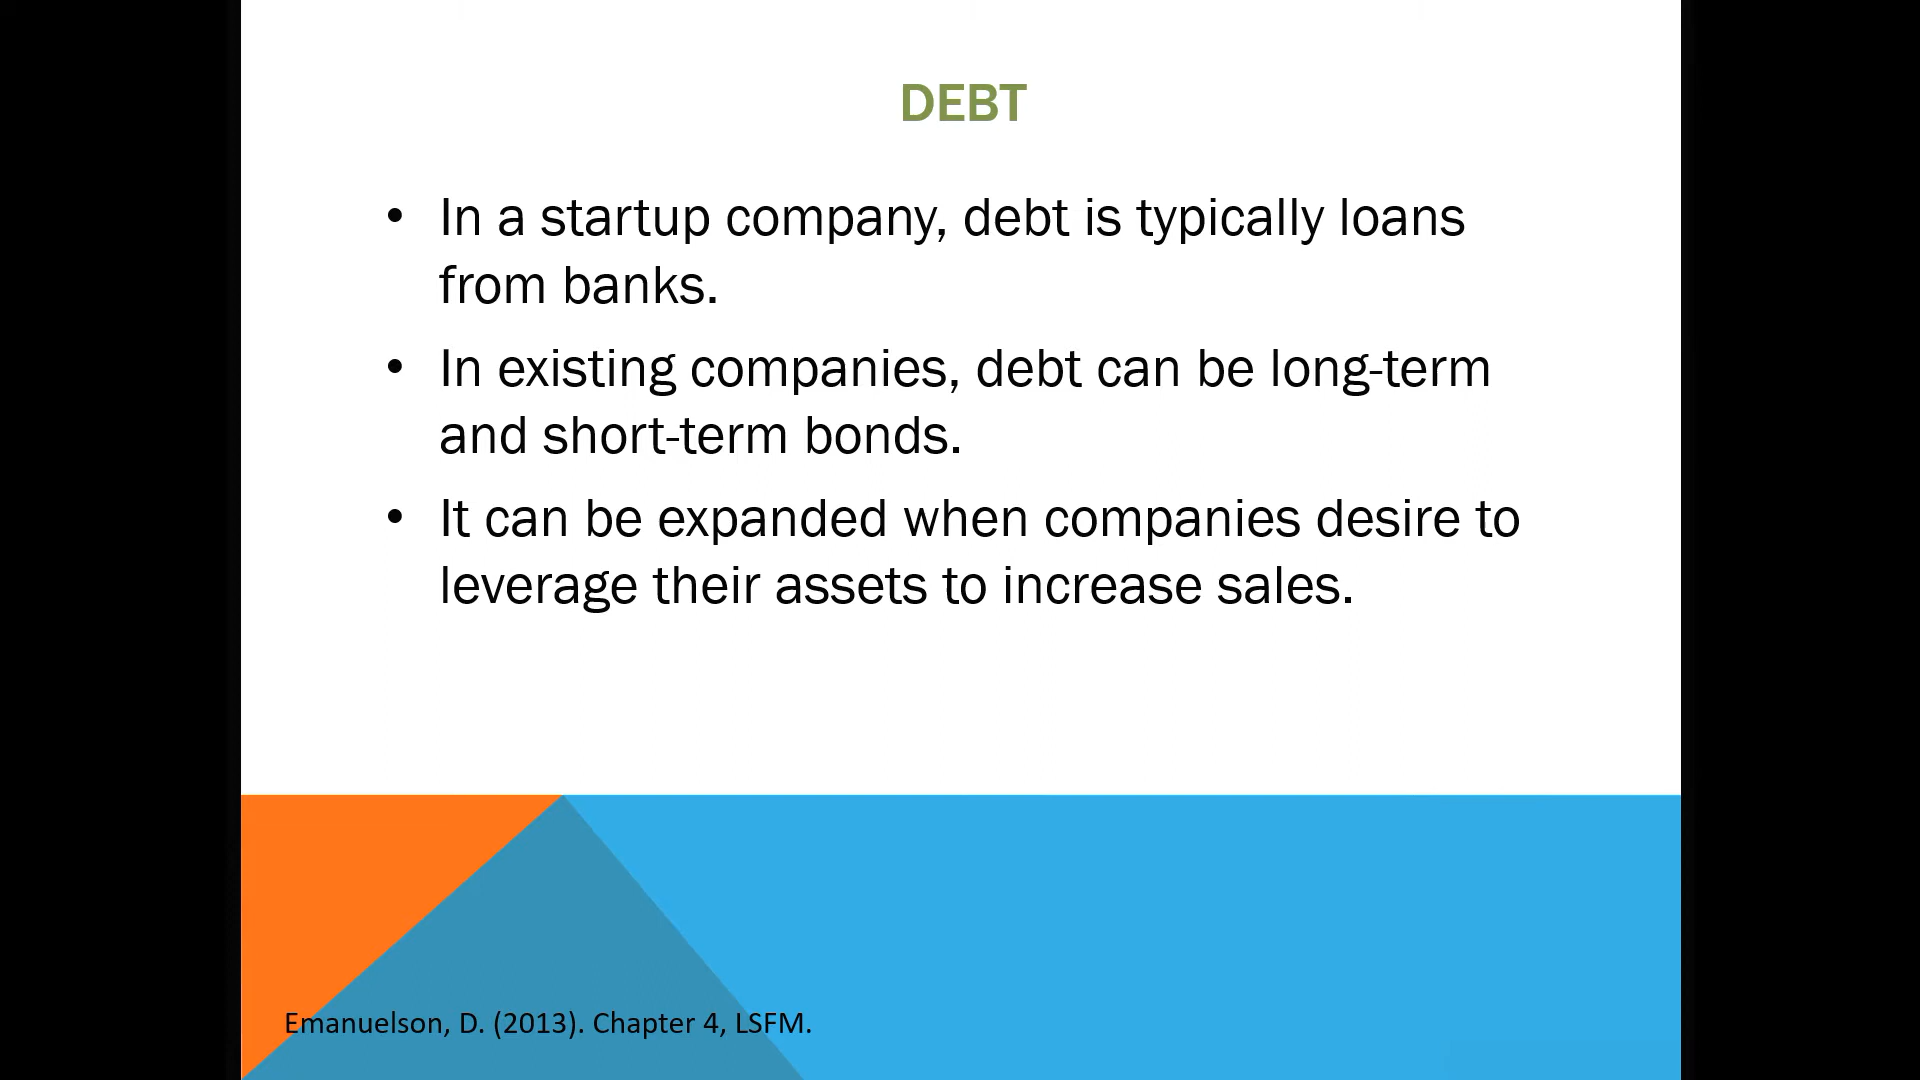 DEBT
• In a startup company, debt is typically loans
from banks.
• In existing companies, debt can be long-term
and short-term bonds.
• It can be expanded when companies desire to
leverage their assets to increase sales.
Emanuelson, D. (2013). Chapter 4, LSFM.